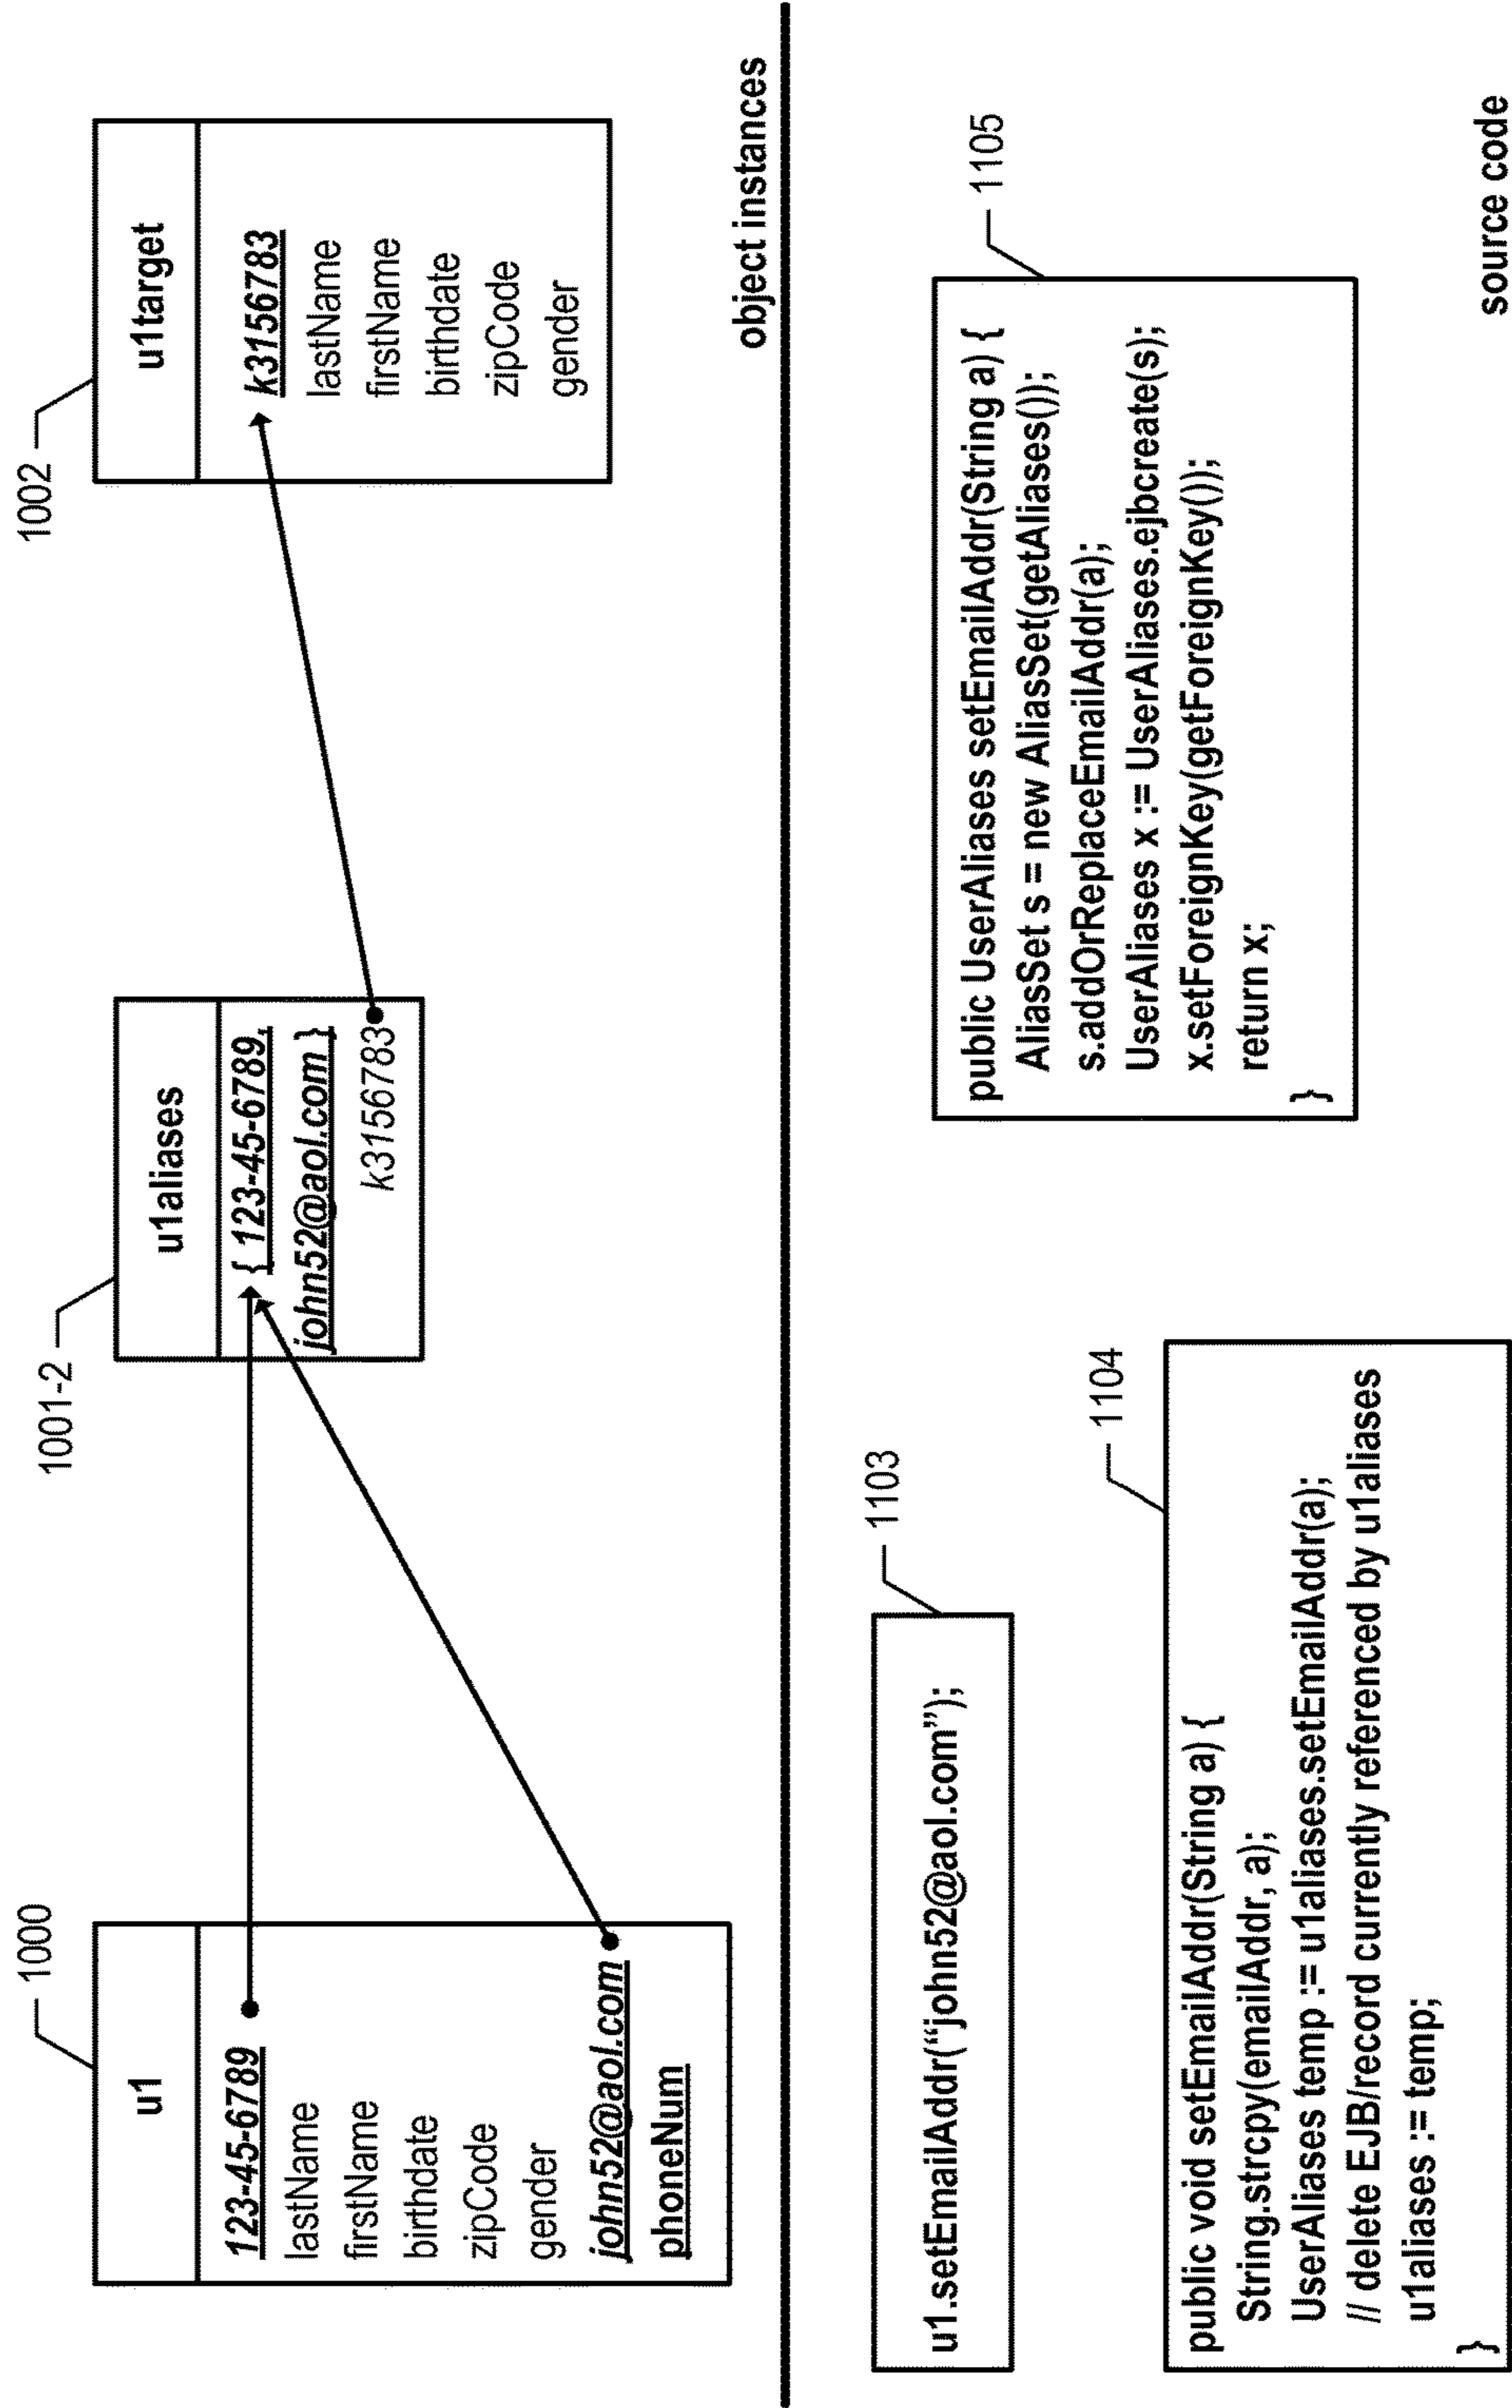 1000
u1
123-45-6789
lastName
firstName
birthdate
zipCode
gender
john52@aol.com
phoneNum
1001-2
u1aliases
{ 123-45-6789,
john52@aol.com }
k3156783
1002
u1target
k3156783
lastName
firstName
birthdate
zipCode
gender
object instances
1103
u1.setEmailAddr(“john52@aol.com”);
1104
public void setEmailAddr(String a) {
String.strcpy(emailAddr, a);
UserAliases temp := u1aliases.setEmailAddr(a);
// delete EJB/record currently referenced by u1aliases
u1aliases := temp;
}
1105
public UserAliases setEmailAddr(String a) {
AliasSet s = new AliasSet(getAliases());
s.addOrReplaceEmailAddr(a);
UserAliases x := UserAliases.ejbcreate(s);
x.setForeignKey(getForeignKey());
return x;
}
source code